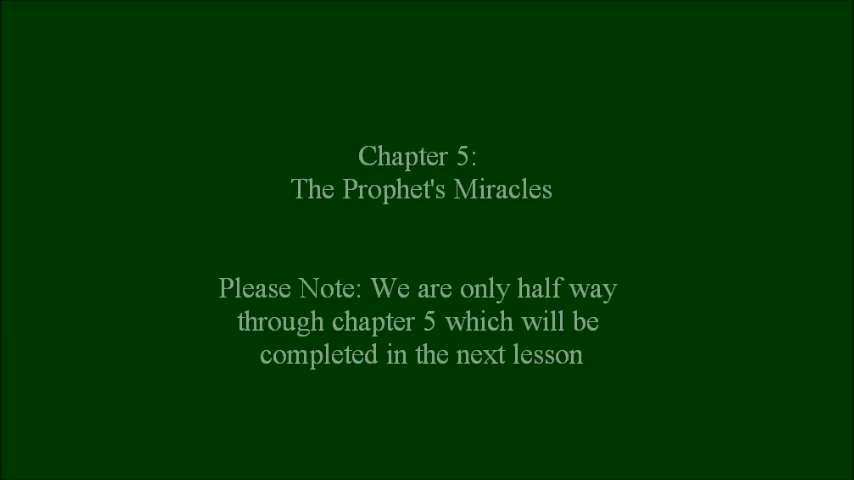 Chapter 5:
The Prophet's Miracles
Please Note: We are only half way
through chapter 5 which will be
completed in the next lesson